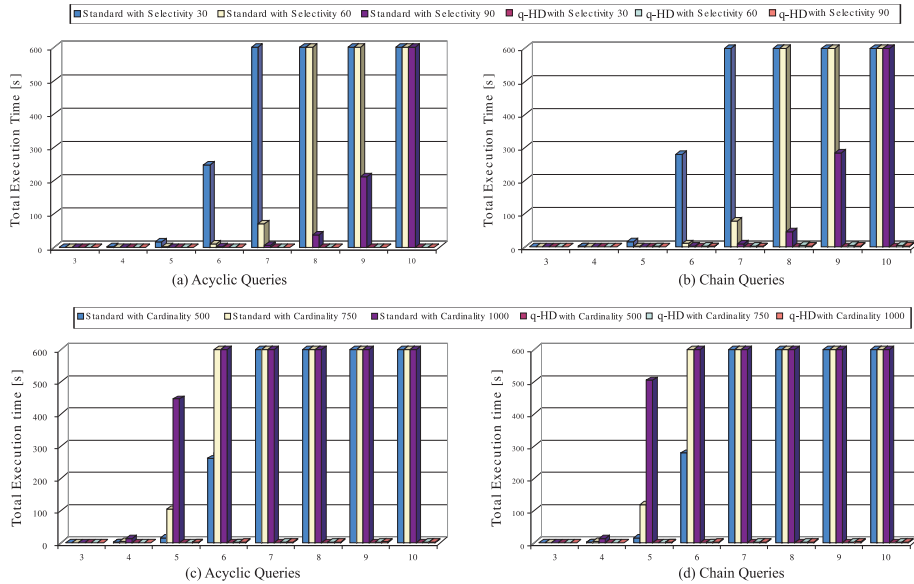 Standard with Selectivity 30 Standard with Selectivity 60 Standard with Selectivity 90 q-HD with Selectivity 30 q-HD with Selectivity 60 q-HD with Selectivity 90
Total Execution Time [s]
600
500
400
300
200
100
0
3 4 5 6 7 8 9 10
(a) Acyclic Queries
Total Execution Time [s]
600
500
400
300
200
100
0
3 4 5 6 7 8 9 10
(b) Chain Queries
Standard with Cardinality 500 Standard with Cardinality 750 Standard with Cardinality 1000 q-HD with Cardinality 500 q-HD with Cardinality 750 q-HD with Cardinality 1000
Total Execution time [s]
600
500
400
300
200
100
0
3 4 5 6 7 8 9 10
(c) Acyclic Queries
Total Execution time [s]
600
500
400
300
200
100
0
3 4 5 6 7 8 9 10
(d) Chain Queries